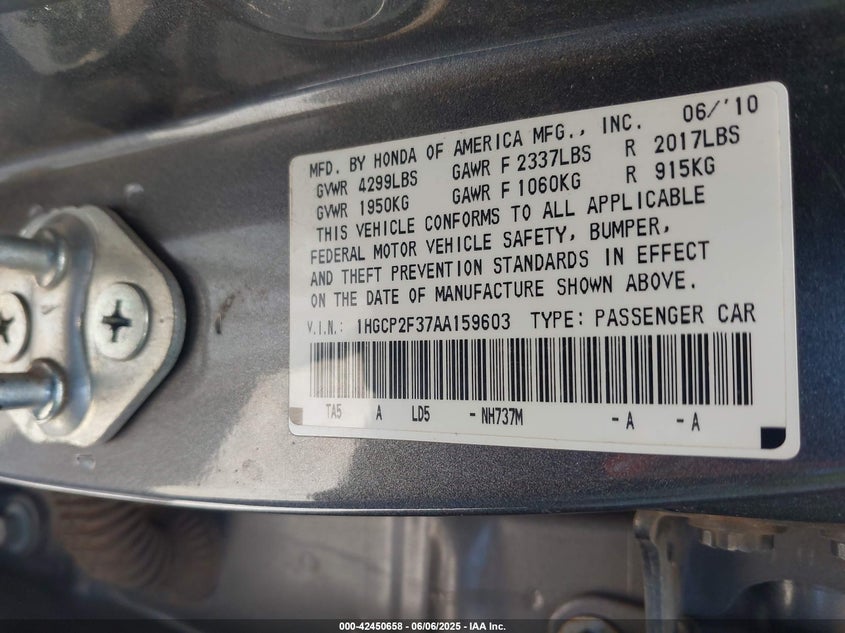 06/'10
MFD. BY HONDA OF AMERICA MFG., INC.
GVWR 4299LBS GAWR F 2337LBS R 2017LBS
GVWR 1950KG GAWR F 1060KG R 915KG
THIS VEHICLE CONFORMS TO ALL APPLICABLE
FEDERAL MOTOR VEHICLE SAFETY, BUMPER,
AND THEFT PREVENTION STANDARDS IN EFFECT
ON THE DATE OF MANUFACTURE SHOWN ABOVE.
V.I.N.: 1HGCP2F37AA159603 TYPE: PASSENGER CAR
TA5 A LD5 - NH737M - A - A
000-42450658 - 06/06/2025 - IAA Inc.